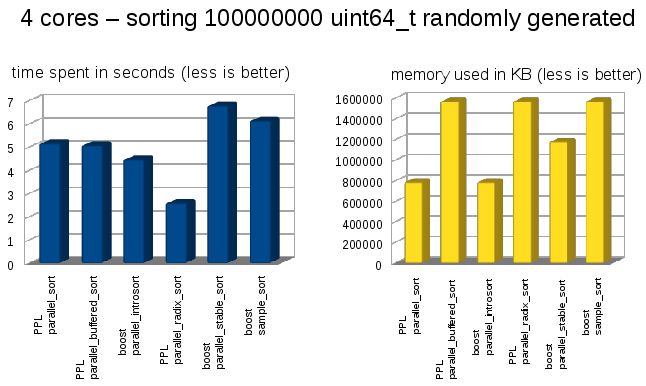 4 cores – sorting 100000000 uint64_t randomly generated
time spent in seconds (less is better)
7
6
5
4
3
2
1
0
PPL
parallel_sort
PPL
parallel_buffered_sort
boost
parallel_introsort
PPL
parallel_radix_sort
boost
parallel_stable_sort
boost
sample_sort
memory used in KB (less is better)
1600000
1400000
1200000
1000000
800000
600000
400000
200000
0
PPL
parallel_sort
PPL
parallel_buffered_sort
boost
parallel_introsort
PPL
parallel_radix_sort
boost
parallel_stable_sort
boost
sample_sort